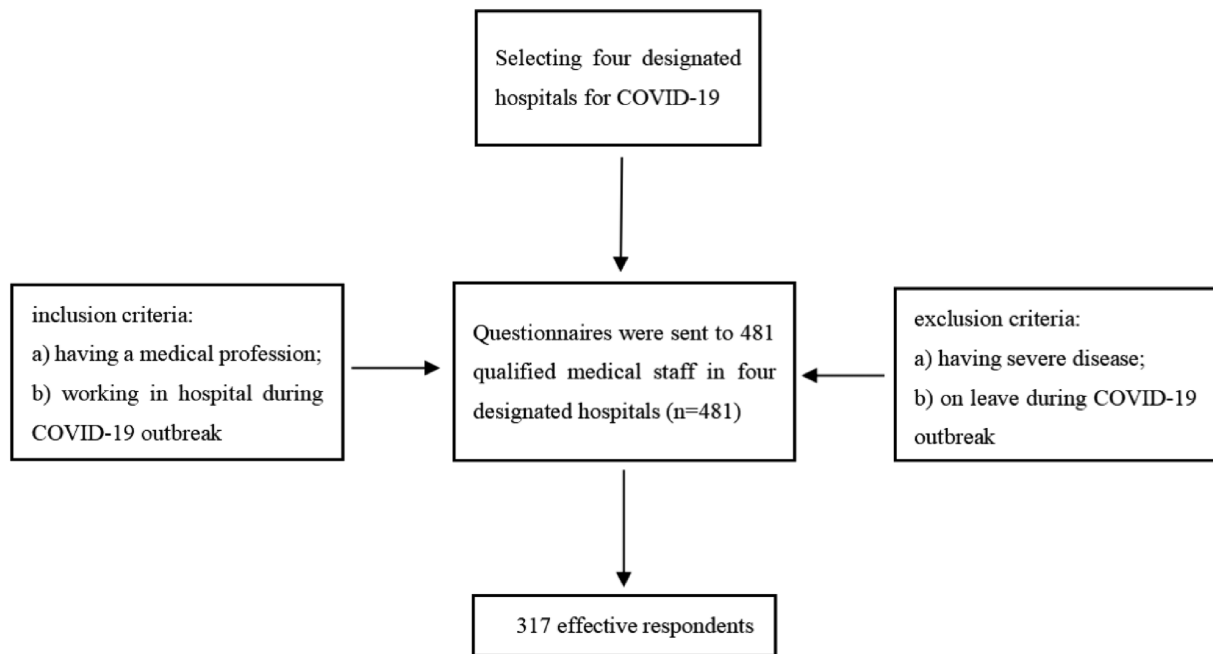 Selecting four designated
hospitals for COVID-19
inclusion criteria:
a) having a medical profession;
b) working in hospital during
COVID-19 outbreak
Questionnaires were sent to 481
qualified medical staff in four
designated hospitals (n=481)
exclusion criteria:
a) having severe disease;
b) on leave during COVID-19
outbreak
317 effective respondents